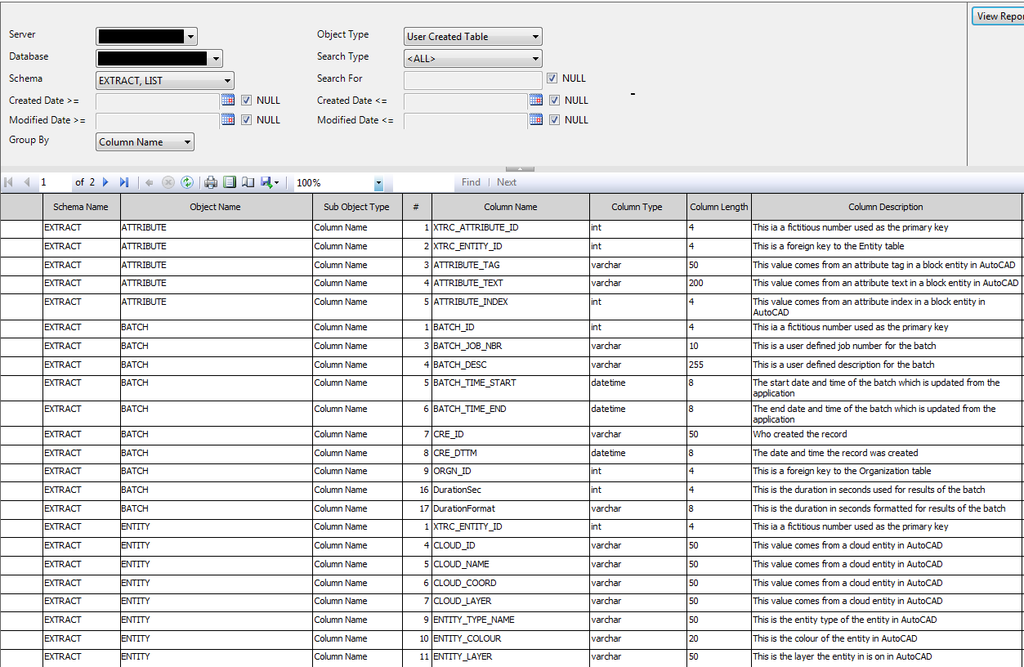 View Repor
Server Object Type User Created Table
Database Search Type <ALL>
Schema EXTRACT, LIST Search For NULL
Created Date >= NULL Created Date <= NULL
Modified Date >= NULL Modified Date <= NULL
Group By Column Name
1 of 2 100% Find | Next
Schema Name Object Name Sub Object Type # Column Name Column Type Column Length Column Description
EXTRACT ATTRIBUTE Column Name 1 XTRC_ATTRIBUTE_ID int 4 This ia a fictitious number used as the primary key
EXTRACT ATTRIBUTE Column Name 2 XTRC_ENTITY_ID int 4 This is a foreign key to the Entity table
EXTRACT ATTRIBUTE Column Name 3 ATTRIBUTE_TAG varchar 50 This value comes from an attribute tag in a block entity in AutoCAD
EXTRACT ATTRIBUTE Column Name 4 ATTRIBUTE_TEXT varchar 200 This value comes from an attribute text in a block entity in AutoCAD
EXTRACT ATTRIBUTE Column Name 5 ATTRIBUTE_INDEX int 4 This value comes from an attribute index in a block entity in
AutoCAD
EXTRACT BATCH Column Name 1 BATCH_ID int 4 This ia a fictitious number used as the primary key
EXTRACT BATCH Column Name 3 BATCH_JOB_NBR varchar 10 This is a user defined job number for the batch
EXTRACT BATCH Column Name 4 BATCH_DESC varchar 255 This is a user defined description for the batch
EXTRACT BATCH Column Name 5 BATCH_TIME_START datetime 8 The start date and time of the batch which is updated from the
application
EXTRACT BATCH Column Name 6 BATCH_TIME_END datetime 8 The end date and time of the batch which is updated from the
application
EXTRACT BATCH Column Name 7 CRE_ID varchar 50 Who created the record
EXTRACT BATCH Column Name 8 CRE_DTTM datetime 8 The date and time the record was created
EXTRACT BATCH Column Name 9 ORGN_ID int 4 This is a foreign key to the Organization table
EXTRACT BATCH Column Name 16 DurationSec int 4 This is the duration in seconds used for results of the batch
EXTRACT BATCH Column Name 17 DurationFormat varchar 8 This is the duration in seconds formatted for results of the batch
EXTRACT ENTITY Column Name 1 XTRC_ENTITY_ID int 4 This ia a fictitious number used as the primary key
EXTRACT ENTITY Column Name 4 CLOUD_ID varchar 50 This value comes from a cloud entity in AutoCAD
EXTRACT ENTITY Column Name 5 CLOUD_NAME varchar 50 This value comes from a cloud entity in AutoCAD
EXTRACT ENTITY Column Name 6 CLOUD_COORD varchar 50 This value comes from a cloud entity in AutoCAD
EXTRACT ENTITY Column Name 7 CLOUD_LAYER varchar 50 This value comes from a cloud entity in AutoCAD
EXTRACT ENTITY Column Name 9 ENTITY_TYPE_NAME varchar 50 This is the entity type of the entity in AutoCAD
EXTRACT ENTITY Column Name 10 ENTITY_COLOUR varchar 20 This is the colour of the entity in AutoCAD
EXTRACT ENTITY Column Name 11 ENTITY_LAYER varchar 50 This is the layer the entity in is on in AutoCAD